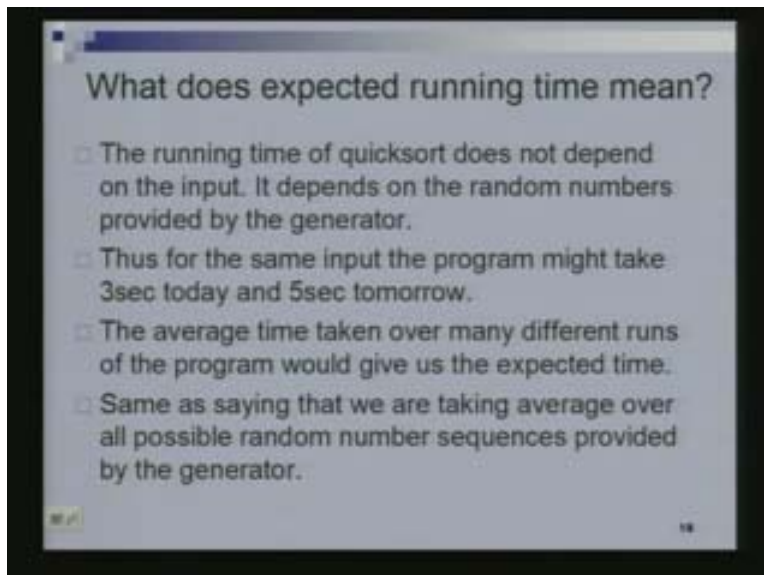 What does expected running time mean?
The running time of quicksort does not depend
on the input. It depends on the random numbers
provided by the generator.
Thus for the same input the program might take
3sec today and 5sec tomorrow.
The average time taken over many different runs
of the program would give us the expected time.
Same as saying that we are taking average over
all possible random number sequences provided
by the generator.